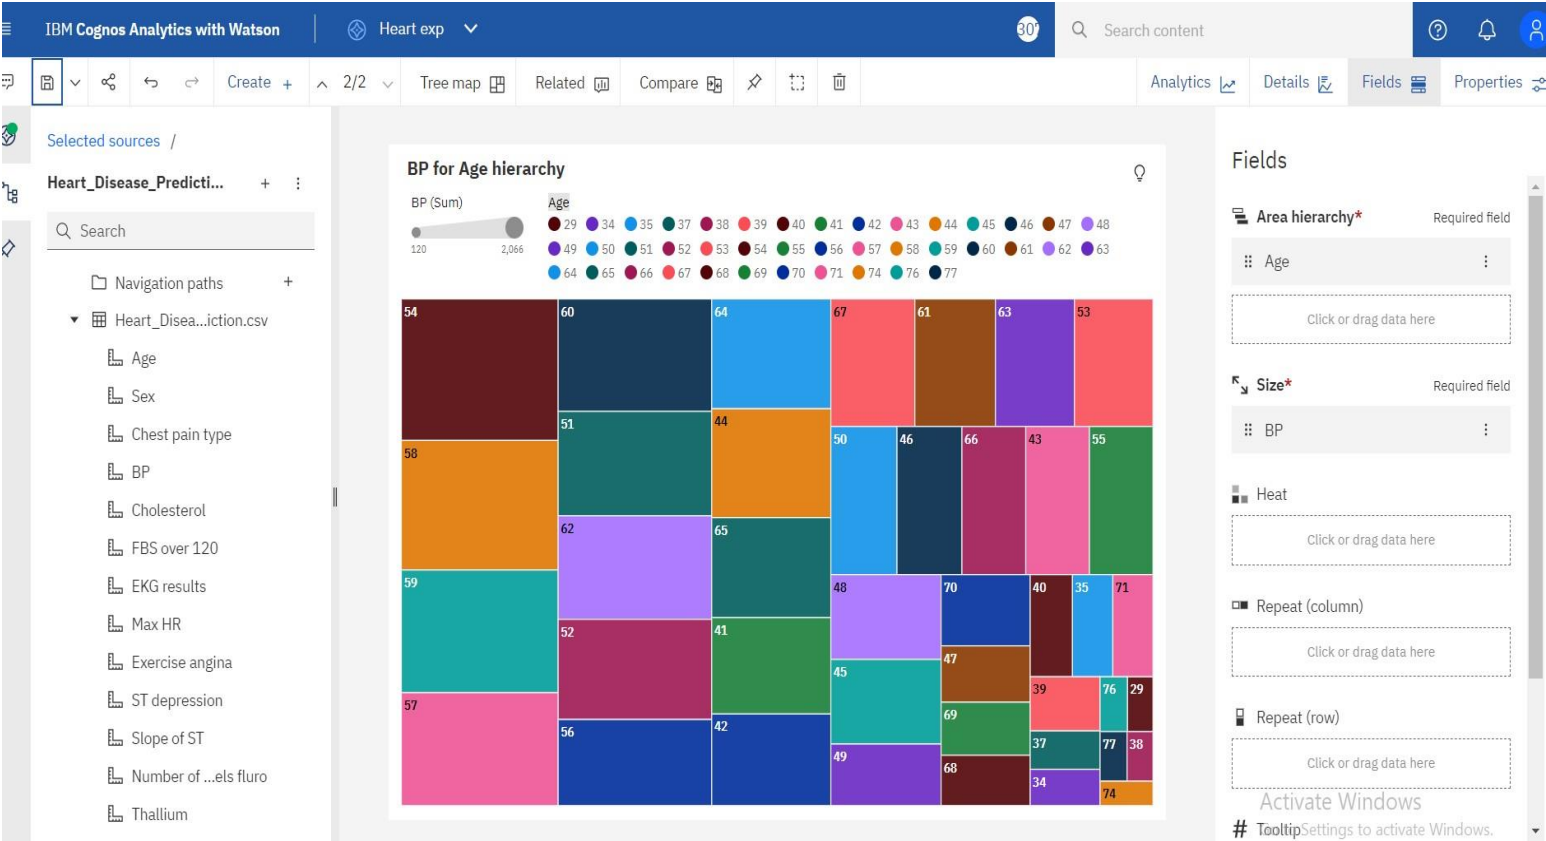 IBM Cognos Analytics with Watson
Heart exp
30
Search content
Create +
2/2
Tree map
Related
Compare
Analytics
Details
Fields
Properties
Selected sources /
Heart_Disease_Predicti...
Search
Navigation paths
Heart_Disea...iction.csv
Age
Sex
Chest pain type
BP
Cholesterol
FBS over 120
EKG results
Max HR
Exercise angina
ST depression
Slope of ST
Number of ...els fluro
Thallium
BP for Age hierarchy
BP (Sum)
120 2,066
Age
29 34 35 37 38 39 40 41 42 43 44 45 46 47 48
49 50 51 52 53 54 55 56 57 58 59 60 61 62 63
64 65 66 67 68 69 70 71 74 76 77
54 60 64 67 61 63 53
51 44
58 50 46 66 43 55
62 65
59 48 70 40 35 71
52 41
47
45
39 76 29
57 69
56 42
37 77 38
49 68
34
74
Fields
Area hierarchy* Required field
Age
Click or drag data here
Size* Required field
BP
Heat
Click or drag data here
Repeat (column)
Click or drag data here
Repeat (row)
Click or drag data here
Activate Windows
Tooltip
Settings to activate Windows.